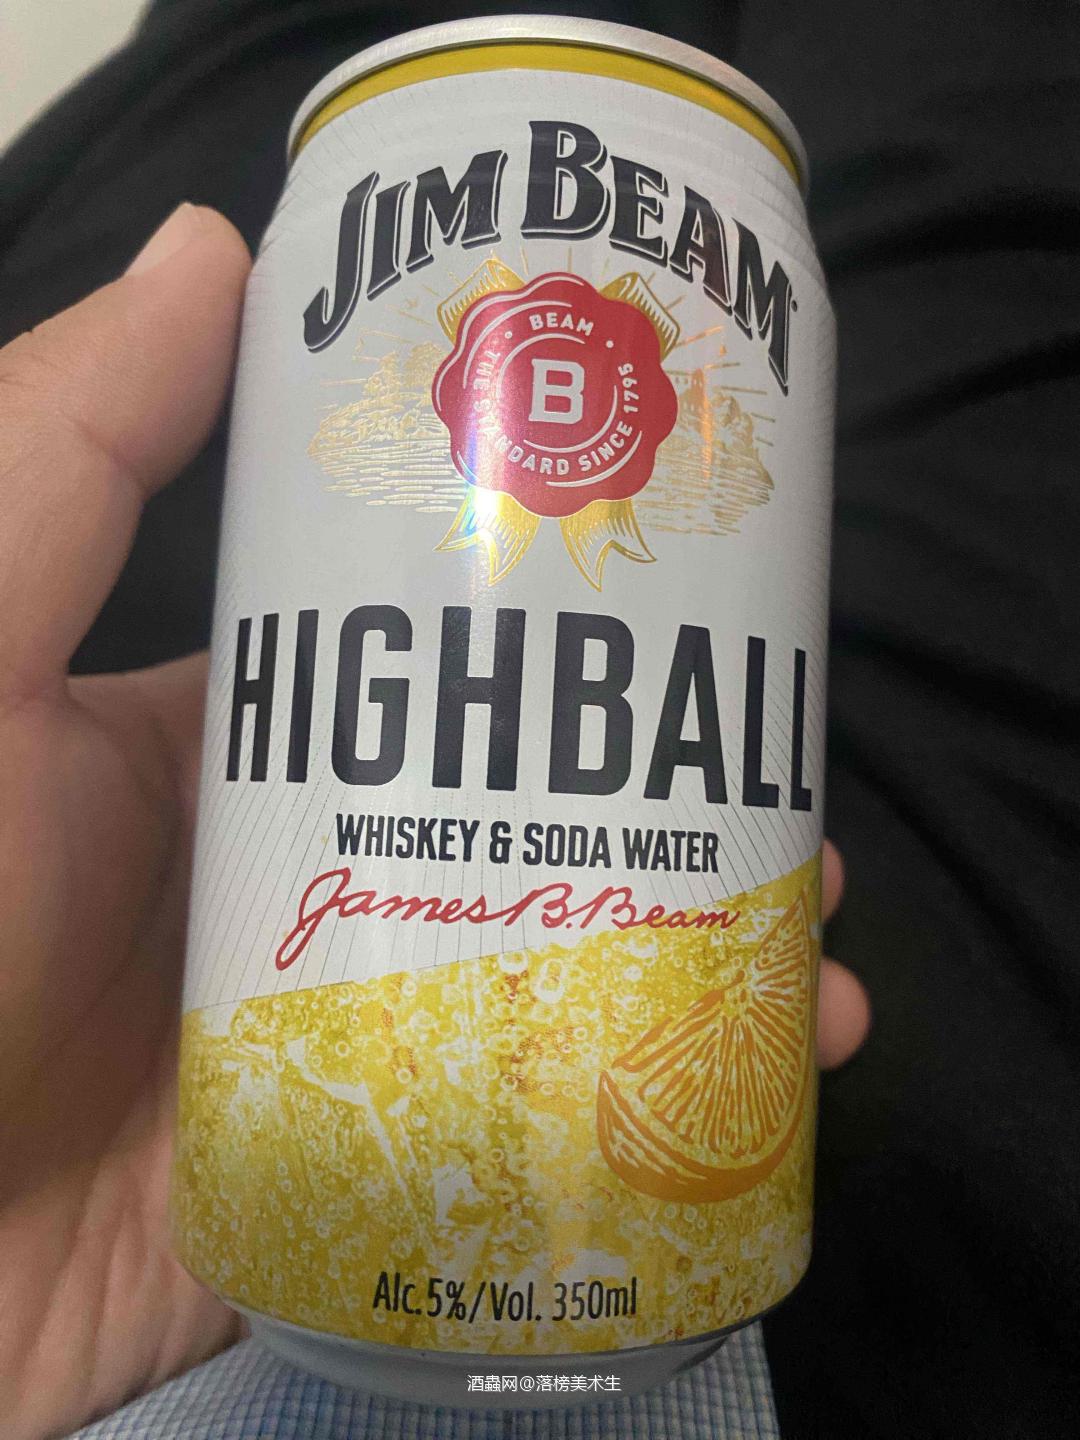 JIM BEAM
BEAM
B
THE STANDARD SINCE 1795
HIGHBALL
WHISKEY & SODA WATER
James B. Beam
Alc.5%/Vol. 350ml
酒蟲网@落榜美术生